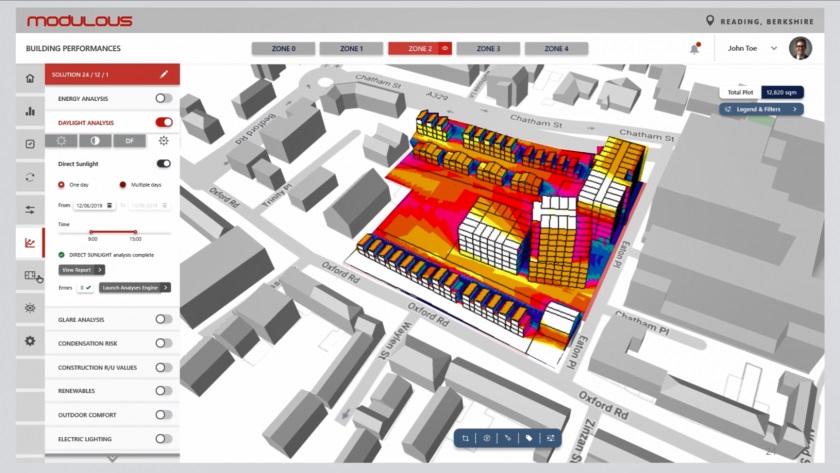 MODULOUS
READING, BERKSHIRE
BUILDING PERFORMANCES
ZONE 0
ZONE 1
ZONE 2
ZONE 3
ZONE 4
John Toe
SOLUTION 24 / 12 / 1
ENERGY ANALYSIS
DAYLIGHT ANALYSIS
DF
Direct Sunlight
One day
Multiple days
From
12/06/2019
To
Time
9:00
15:00
DIRECT SUNLIGHT analysis complete
View Report
Errors
0
Launch Analyses Engine
GLARE ANALYSIS
CONDENSATION RISK
CONSTRUCTION R/U VALUES
RENEWABLES
OUTDOOR COMFORT
ELECTRIC LIGHTING
Total Plot
12,620 sqm
Legend & Filters
Chatham St
A329
Chatham St
Chatham St
Bedford Rd
Oxford Rd
Trinity Pl
Eaton Pl
Oxford Rd
Oxford Rd
Waylen St
Eaton Pl
Chatham Pl
Oxford Rd
Zinzan St